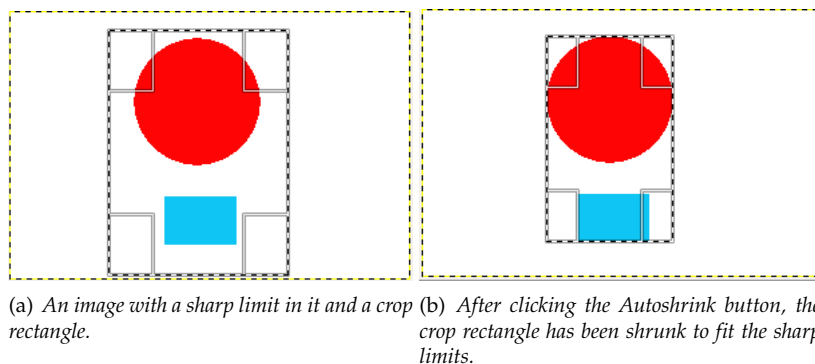 (a) An image with a sharp limit in it and a crop
rectangle.
(b) After clicking the Autoshrink button, the
crop rectangle has been shrunk to fit the sharp
limits.